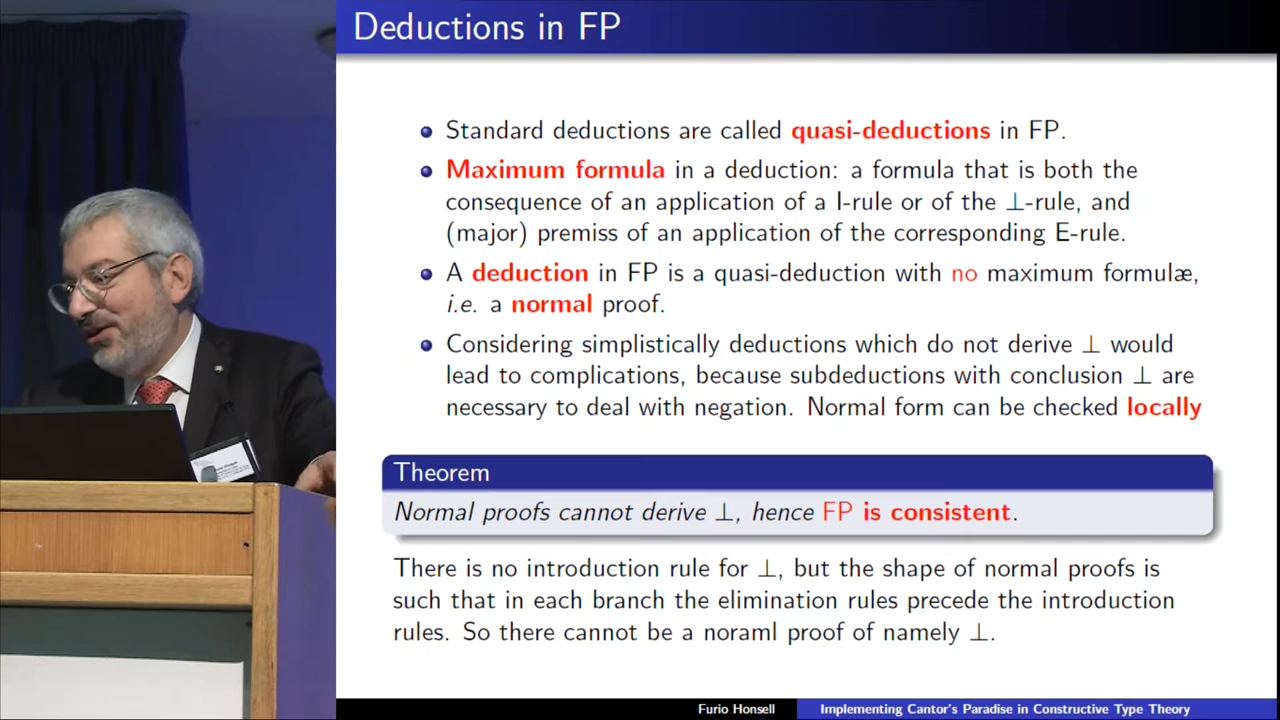 Deductions in FP
Standard deductions are called quasi-deductions in FP.
Maximum formula in a deduction: a formula that is both the
consequence of an application of a I-rule or of the ⊥-rule, and
(major) premiss of an application of the corresponding E-rule.
A deduction in FP is a quasi-deduction with no maximum formulæ,
i.e. a normal proof.
Considering simplistically deductions which do not derive ⊥ would
lead to complications, because subdeductions with conclusion ⊥ are
necessary to deal with negation. Normal form can be checked locally
Theorem
Normal proofs cannot derive ⊥, hence FP is consistent.
There is no introduction rule for ⊥, but the shape of normal proofs is
such that in each branch the elimination rules precede the introduction
rules. So there cannot be a noraml proof of namely ⊥.
Furio Honsell Implementing Cantor's Paradise in Constructive Type Theory